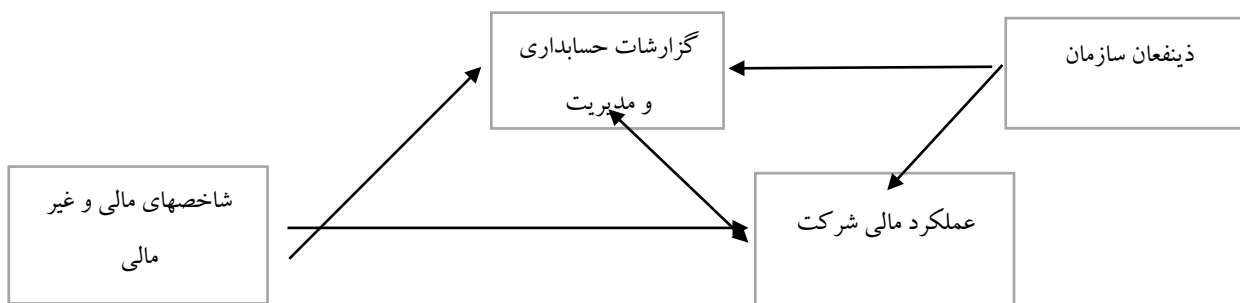 ذینفعان سازمان
گزارشات حسابداری
و مدیریت
عملکرد مالی شرکت
شاخصهای مالی و غیر
مالی